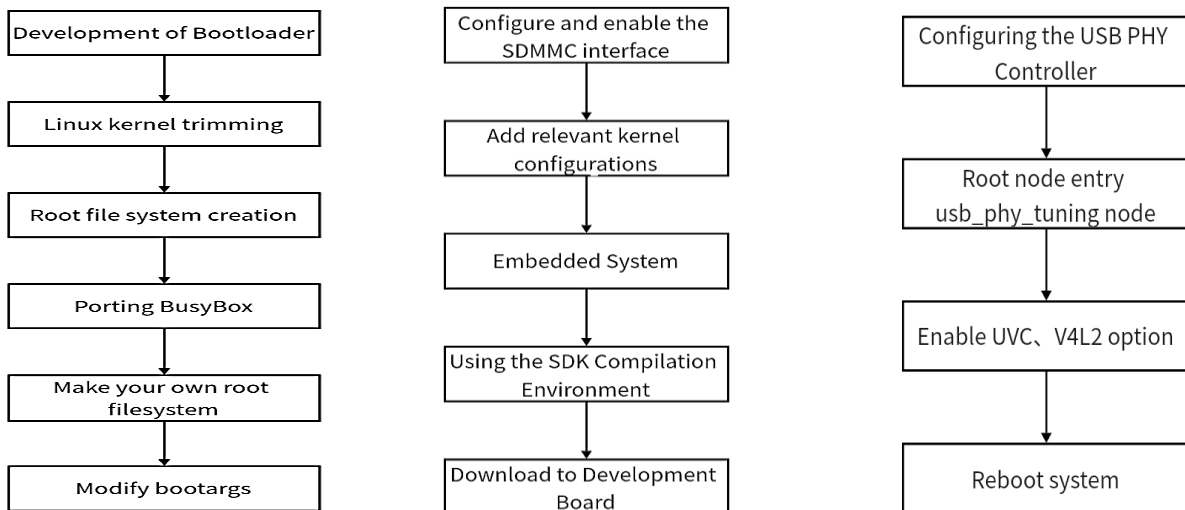 Development of Bootloader
Linux kernel trimming
Root file system creation
Porting BusyBox
Make your own root
filesystem
Modify bootargs
Configure and enable the
SDMMC interface
Add relevant kernel
configurations
Embedded System
Using the SDK Compilation
Environment
Download to Development
Board
Configuring the USB PHY
Controller
Root node entry
usb_phy_tuning node
Enable UVC、V4L2 option
Reboot system